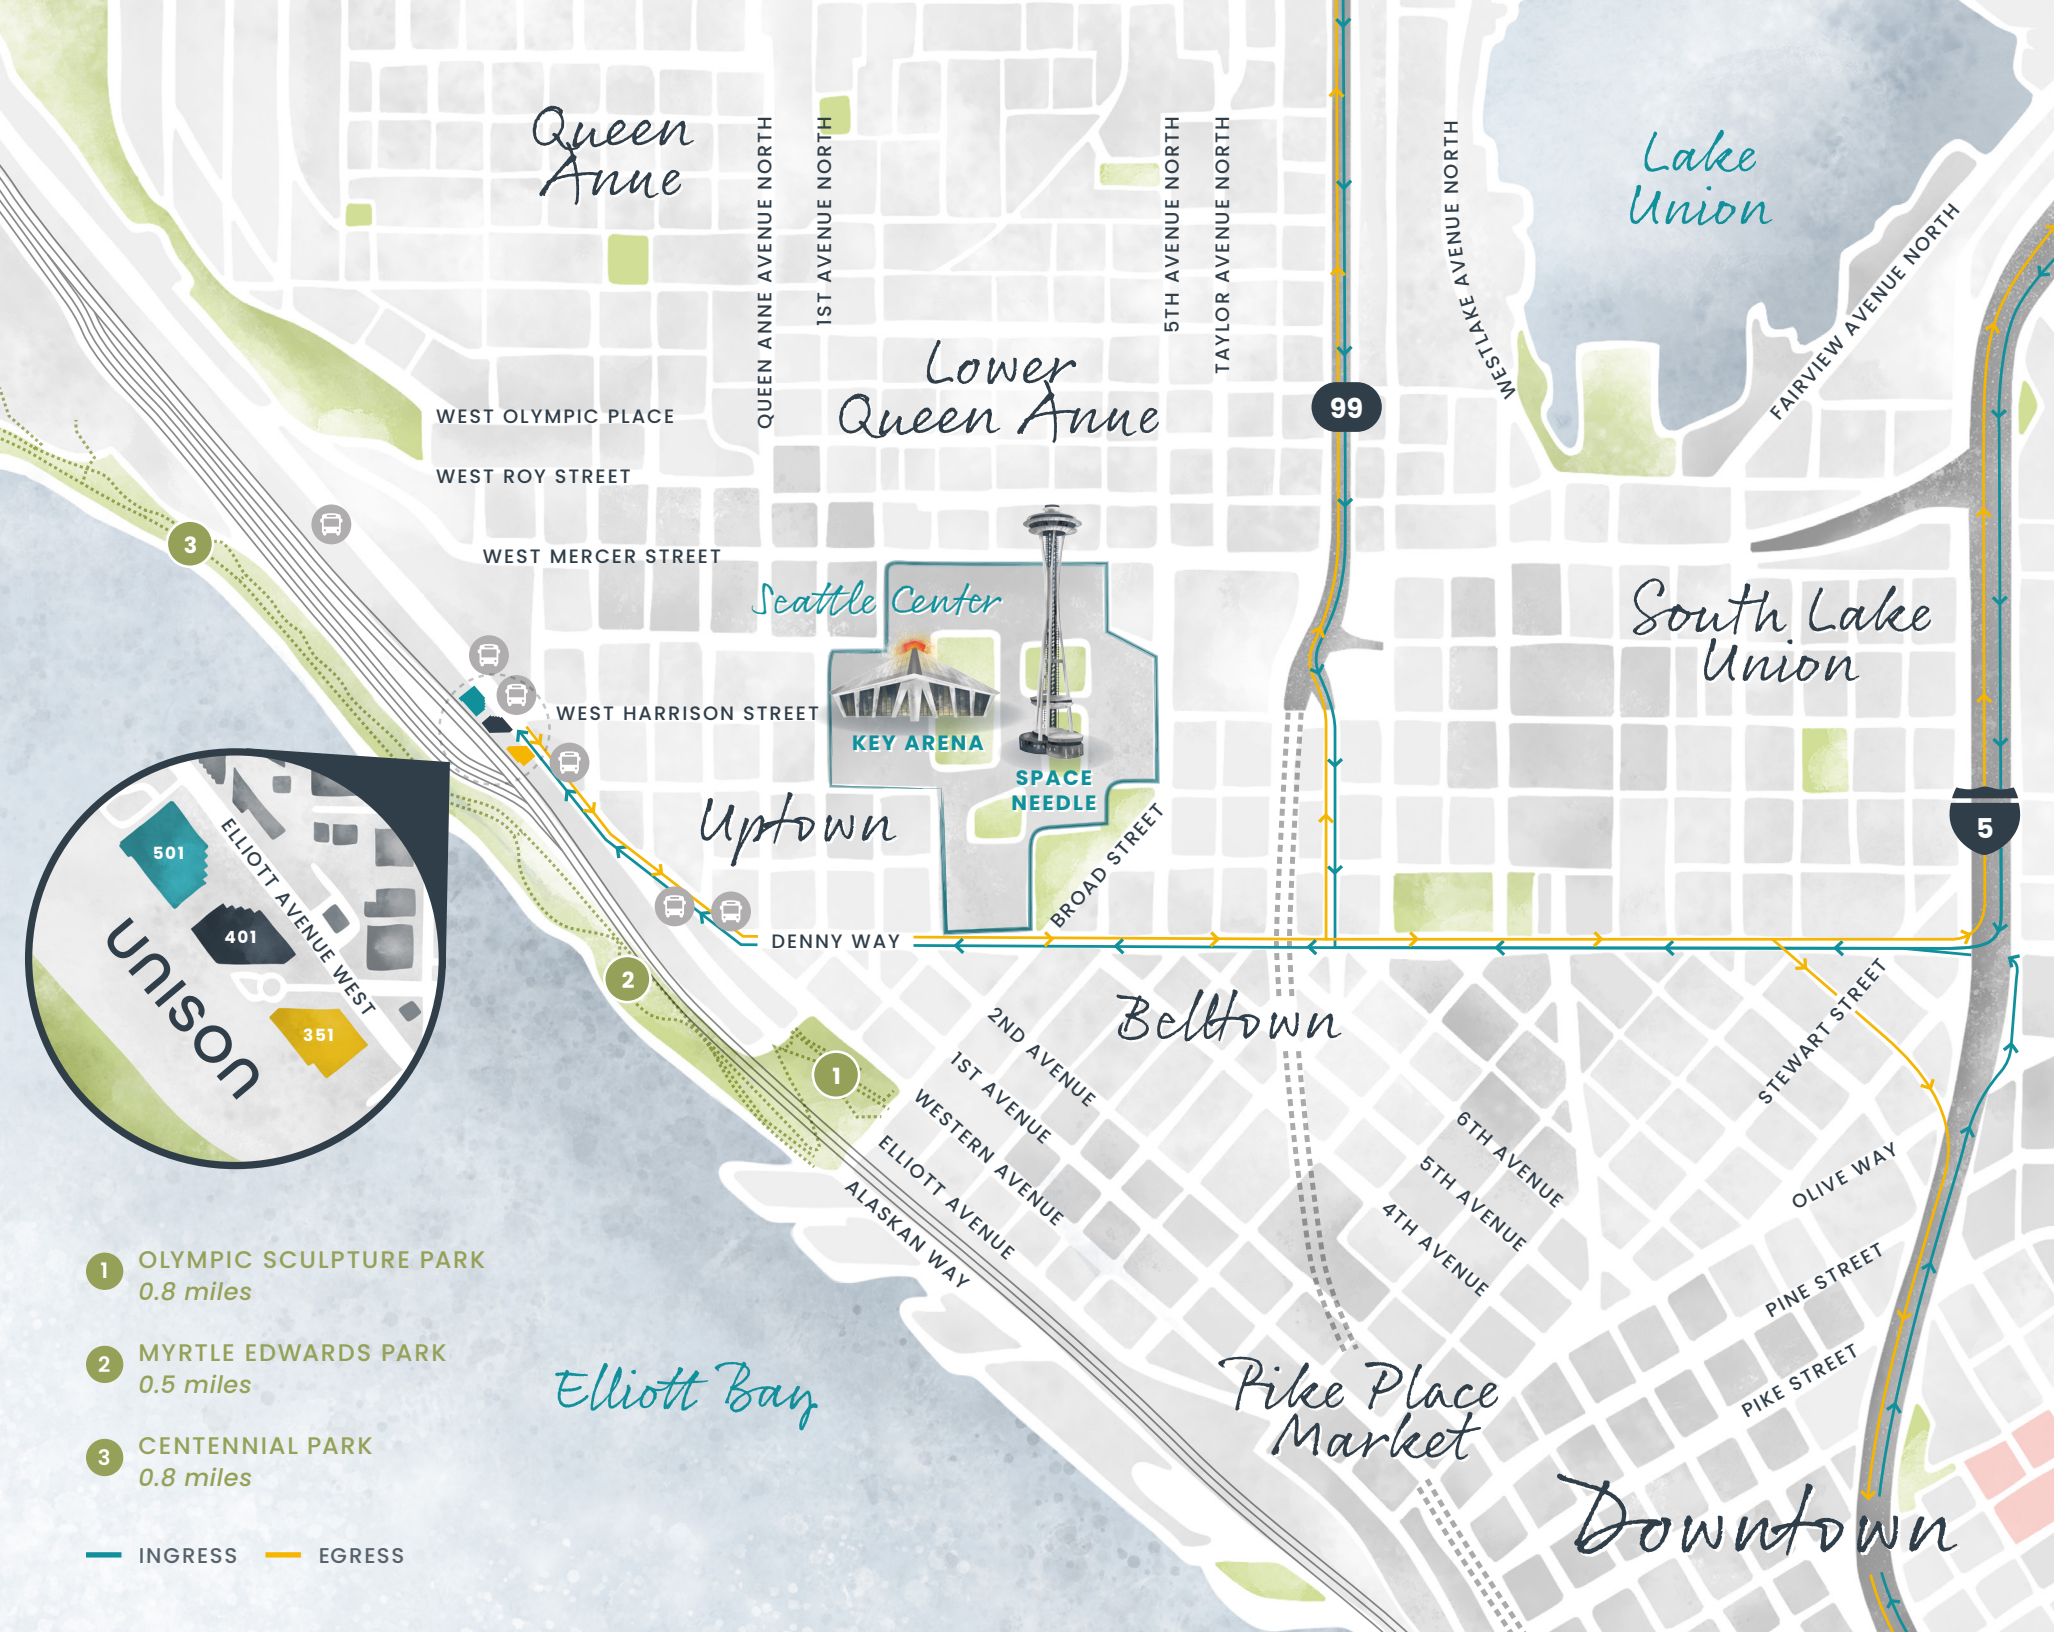 Queen
Anne
QUEEN ANNE AVENUE NORTH
1ST AVENUE NORTH
5TH AVENUE NORTH
TAYLOR AVENUE NORTH
WESTLAKE AVENUE NORTH
Lake
Union
FAIRVIEW AVENUE NORTH
Lower
Queen Anne
99
WEST OLYMPIC PLACE
WEST ROY STREET
WEST MERCER STREET
3
Seattle Center
South Lake
Union
WEST HARRISON STREET
KEY ARENA
SPACE
NEEDLE
Uptown
BROAD STREET
5
501
ELLIOTT AVENUE WEST
401
UNISON
351
DENNY WAY
2
1
Belltown
2ND AVENUE
1ST AVENUE
WESTERN AVENUE
ELLIOTT AVENUE
ALASKAN WAY
STEWART STREET
6TH AVENUE
5TH AVENUE
4TH AVENUE
OLIVE WAY
PINE STREET
PIKE STREET
1 OLYMPIC SCULPTURE PARK
0.8 miles
2 MYRTLE EDWARDS PARK
0.5 miles
3 CENTENNIAL PARK
0.8 miles
Elliott Bay
Pike Place
Market
Downtown
INGRESS EGRESS